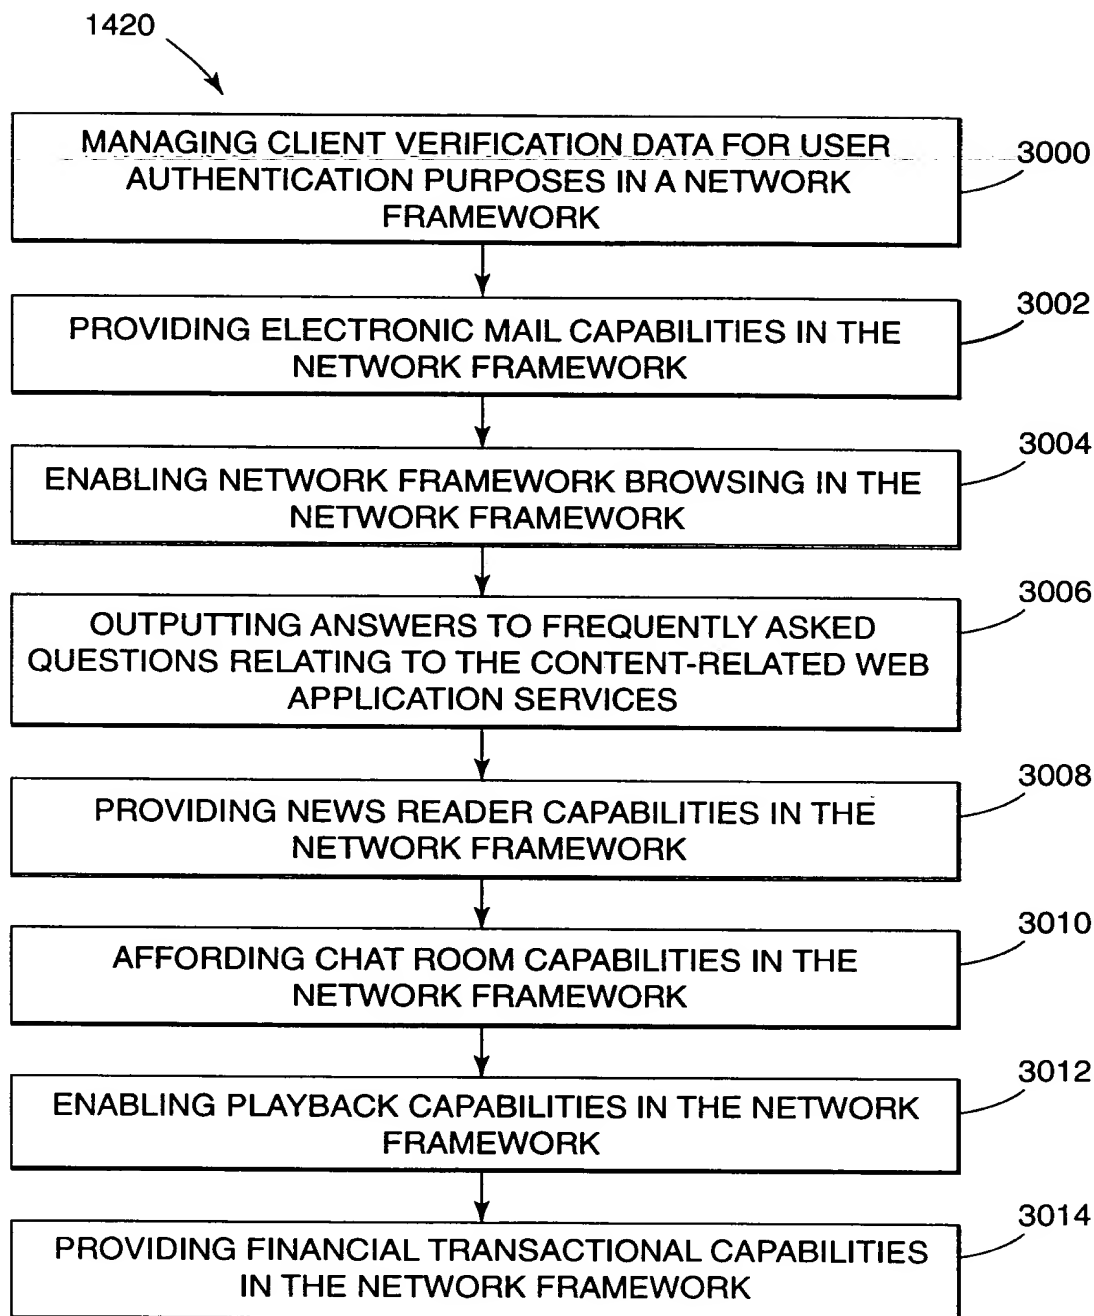 1420
MANAGING CLIENT VERIFICATION DATA FOR USER
AUTHENTICATION PURPOSES IN A NETWORK
FRAMEWORK
3000
PROVIDING ELECTRONIC MAIL CAPABILITIES IN THE
NETWORK FRAMEWORK
3002
ENABLING NETWORK FRAMEWORK BROWSING IN THE
NETWORK FRAMEWORK
3004
OUTPUTTING ANSWERS TO FREQUENTLY ASKED
QUESTIONS RELATING TO THE CONTENT-RELATED WEB
APPLICATION SERVICES
3006
PROVIDING NEWS READER CAPABILITIES IN THE
NETWORK FRAMEWORK
3008
AFFORDING CHAT ROOM CAPABILITIES IN THE
NETWORK FRAMEWORK
3010
ENABLING PLAYBACK CAPABILITIES IN THE NETWORK
FRAMEWORK
3012
PROVIDING FINANCIAL TRANSACTIONAL CAPABILITIES
IN THE NETWORK FRAMEWORK
3014